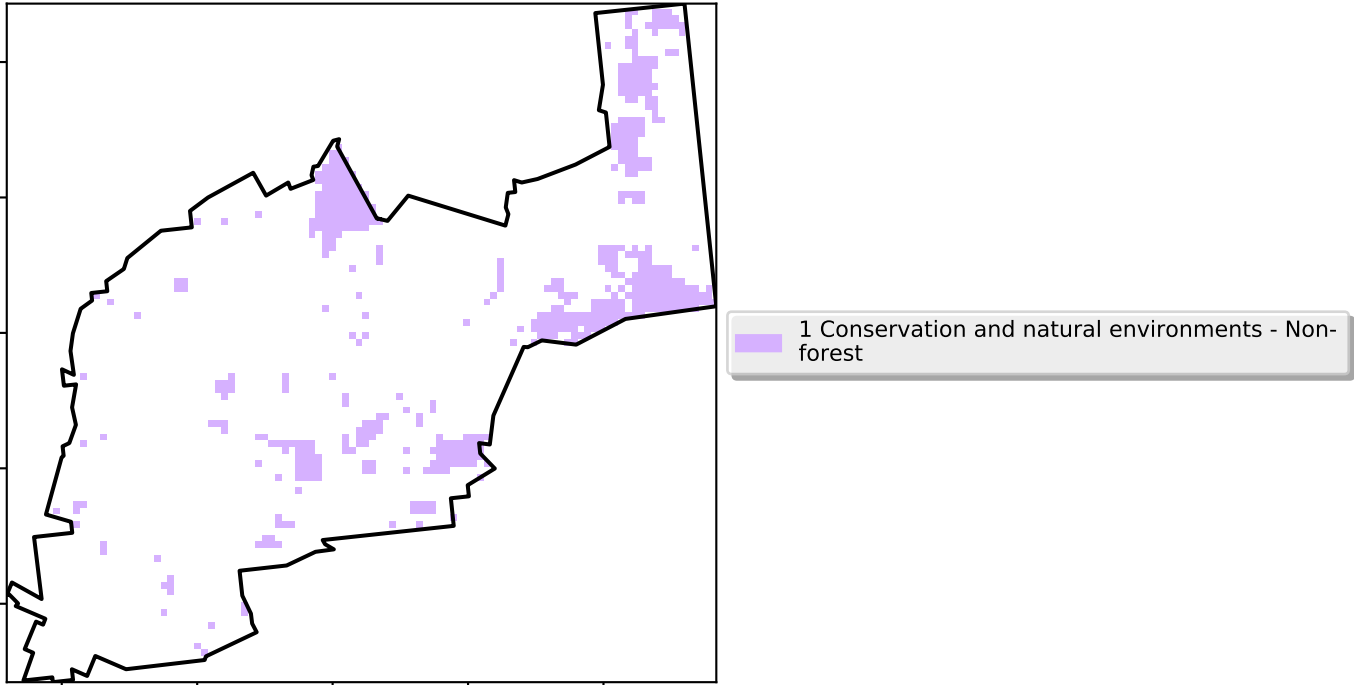 1 Conservation and natural environments - Non-
forest